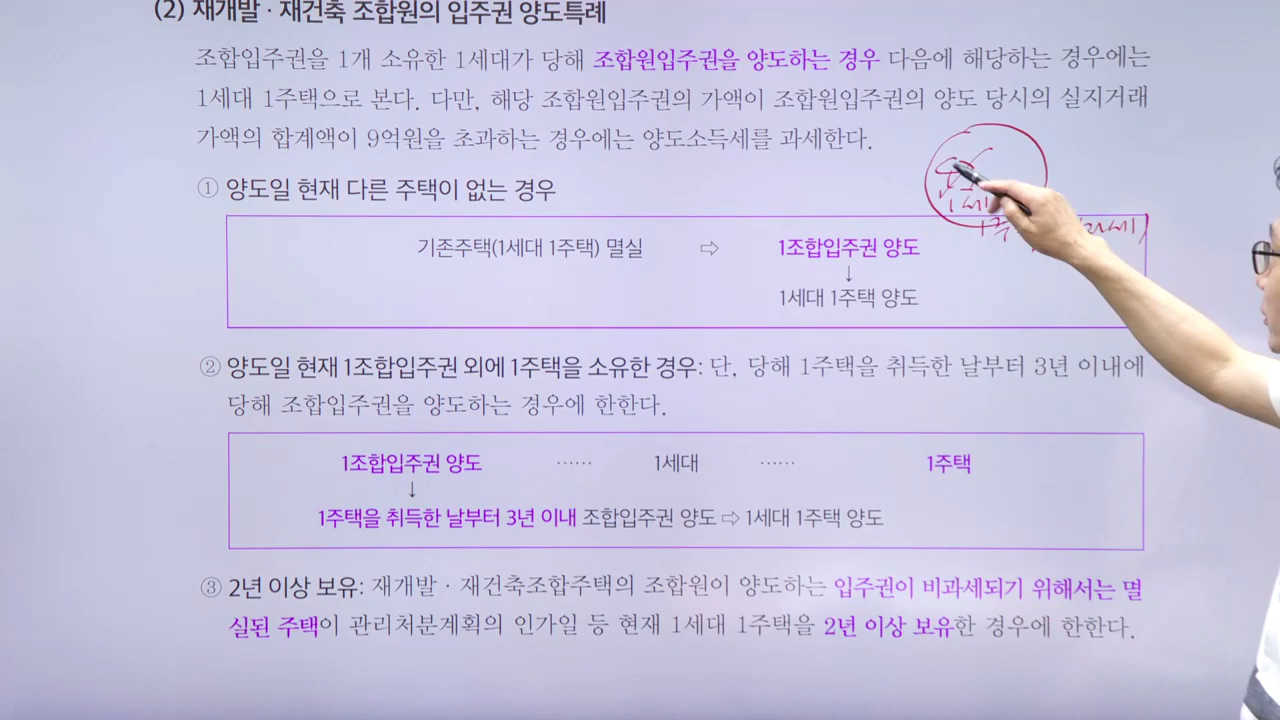 (2) 재개발 · 재건축 조합원의 입주권 양도특례
조합입주권을 1개 소유한 1세대가 당해 조합원입주권을 양도하는 경우 다음에 해당하는 경우에는
1세대 1주택으로 본다. 다만, 해당 조합원입주권의 가액이 조합원입주권의 양도 당시의 실지거래
가액의 합계액이 9억원을 초과하는 경우에는 양도소득세를 과세한다.
① 양도일 현재 다른 주택이 없는 경우
기존주택(1세대 1주택) 멸실 ⇨ 1조합입주권 양도
↓
1세대 1주택 양도
② 양도일 현재 1조합입주권 외에 1주택을 소유한 경우: 단, 당해 1주택을 취득한 날부터 3년 이내에
당해 조합입주권을 양도하는 경우에 한한다.
1조합입주권 양도 ······ 1세대 ······ 1주택
↓
1주택을 취득한 날부터 3년 이내 조합입주권 양도 ⇨ 1세대 1주택 양도
③ 2년 이상 보유: 재개발 · 재건축조합주택의 조합원이 양도하는 입주권이 비과세되기 위해서는 멸
실된 주택이 관리처분계획의 인가일 등 현재 1세대 1주택을 2년 이상 보유한 경우에 한한다.